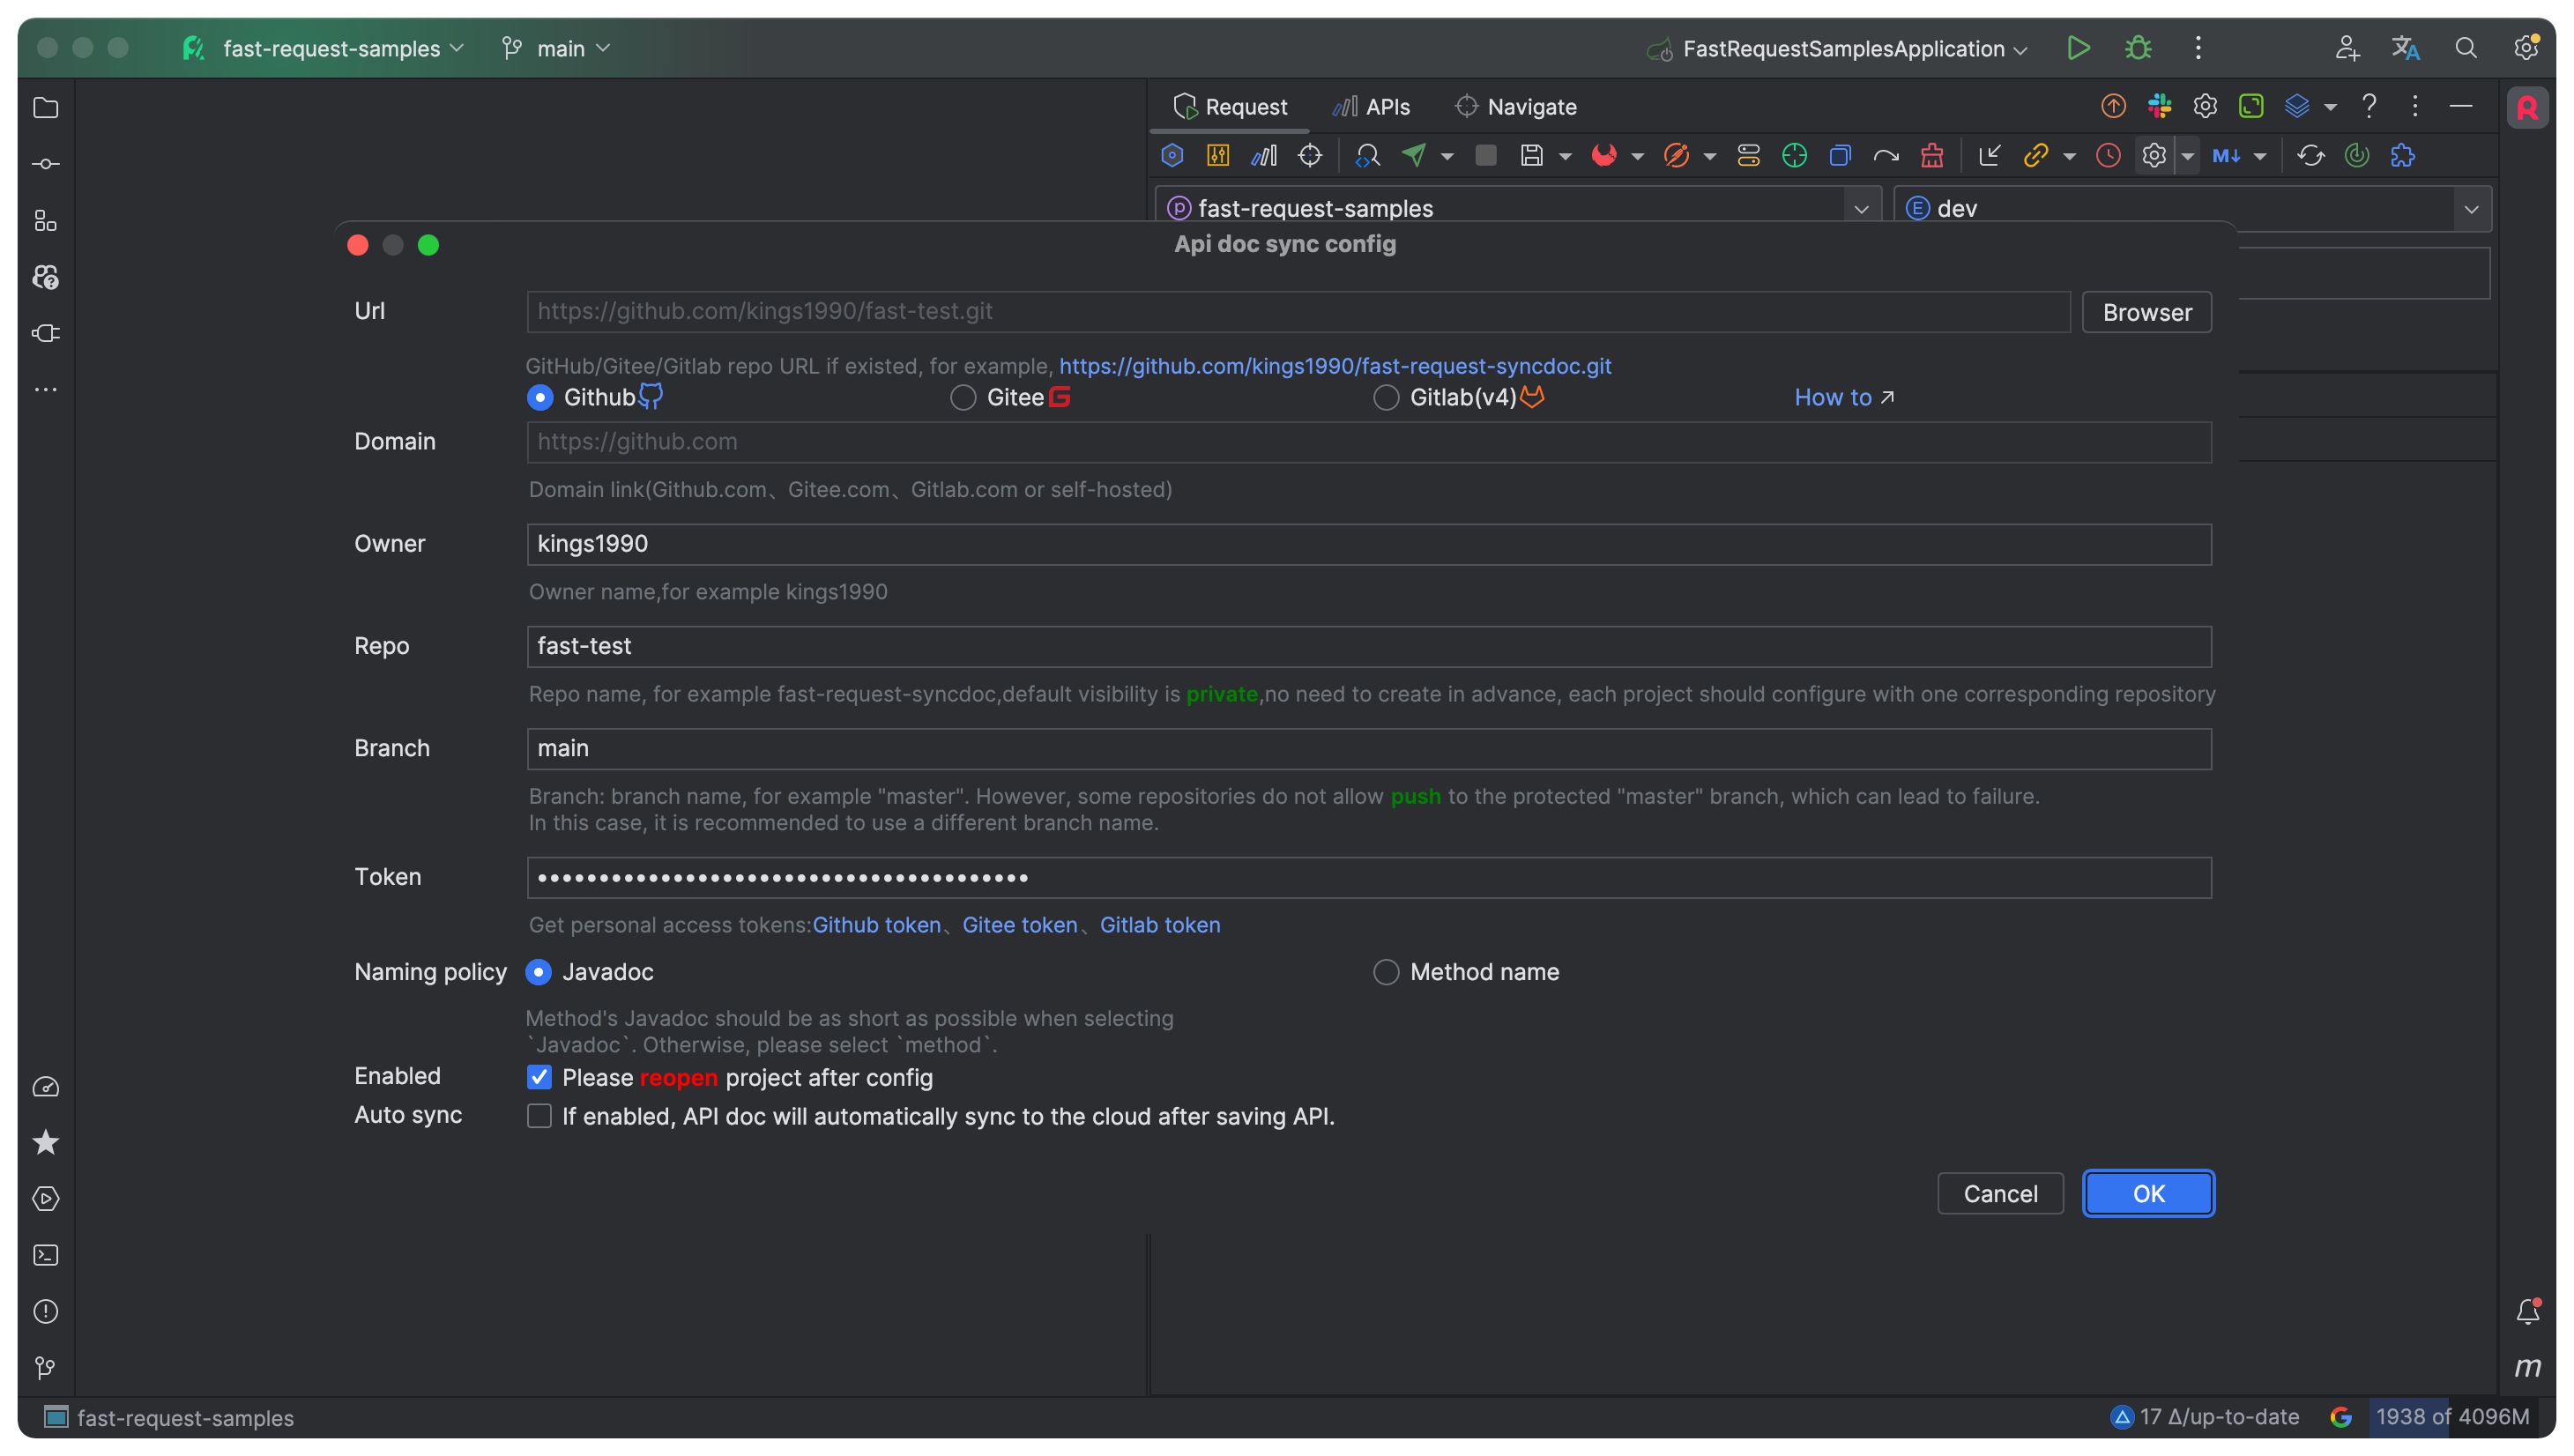 fast-request-samples main FastRequestSamplesApplication
Request APIs Navigate
M↓
fast-request-samples dev
Api doc sync config
Url https://github.com/kings1990/fast-test.git Browser
GitHub/Gitee/Gitlab repo URL if existed, for example, https://github.com/kings1990/fast-request-syncdoc.git
Github Gitee Gitlab(v4) How to ↗
Domain https://github.com
Domain link(Github.com、Gitee.com、Gitlab.com or self-hosted)
Owner kings1990
Owner name,for example kings1990
Repo fast-test
Repo name, for example fast-request-syncdoc,default visibility is private,no need to create in advance, each project should configure with one corresponding repository
Branch main
Branch: branch name, for example "master". However, some repositories do not allow push to the protected "master" branch, which can lead to failure.
In this case, it is recommended to use a different branch name.
Token ••••••••••••••••••••••••••••••••••••••••
Get personal access tokens:Github token、Gitee token、Gitlab token
Naming policy Javadoc Method name
Method's Javadoc should be as short as possible when selecting
`Javadoc`. Otherwise, please select `method`.
Enabled Please reopen project after config
Auto sync If enabled, API doc will automatically sync to the cloud after saving API.
Cancel OK
m
fast-request-samples 17 Δ/up-to-date 1938 of 4096M